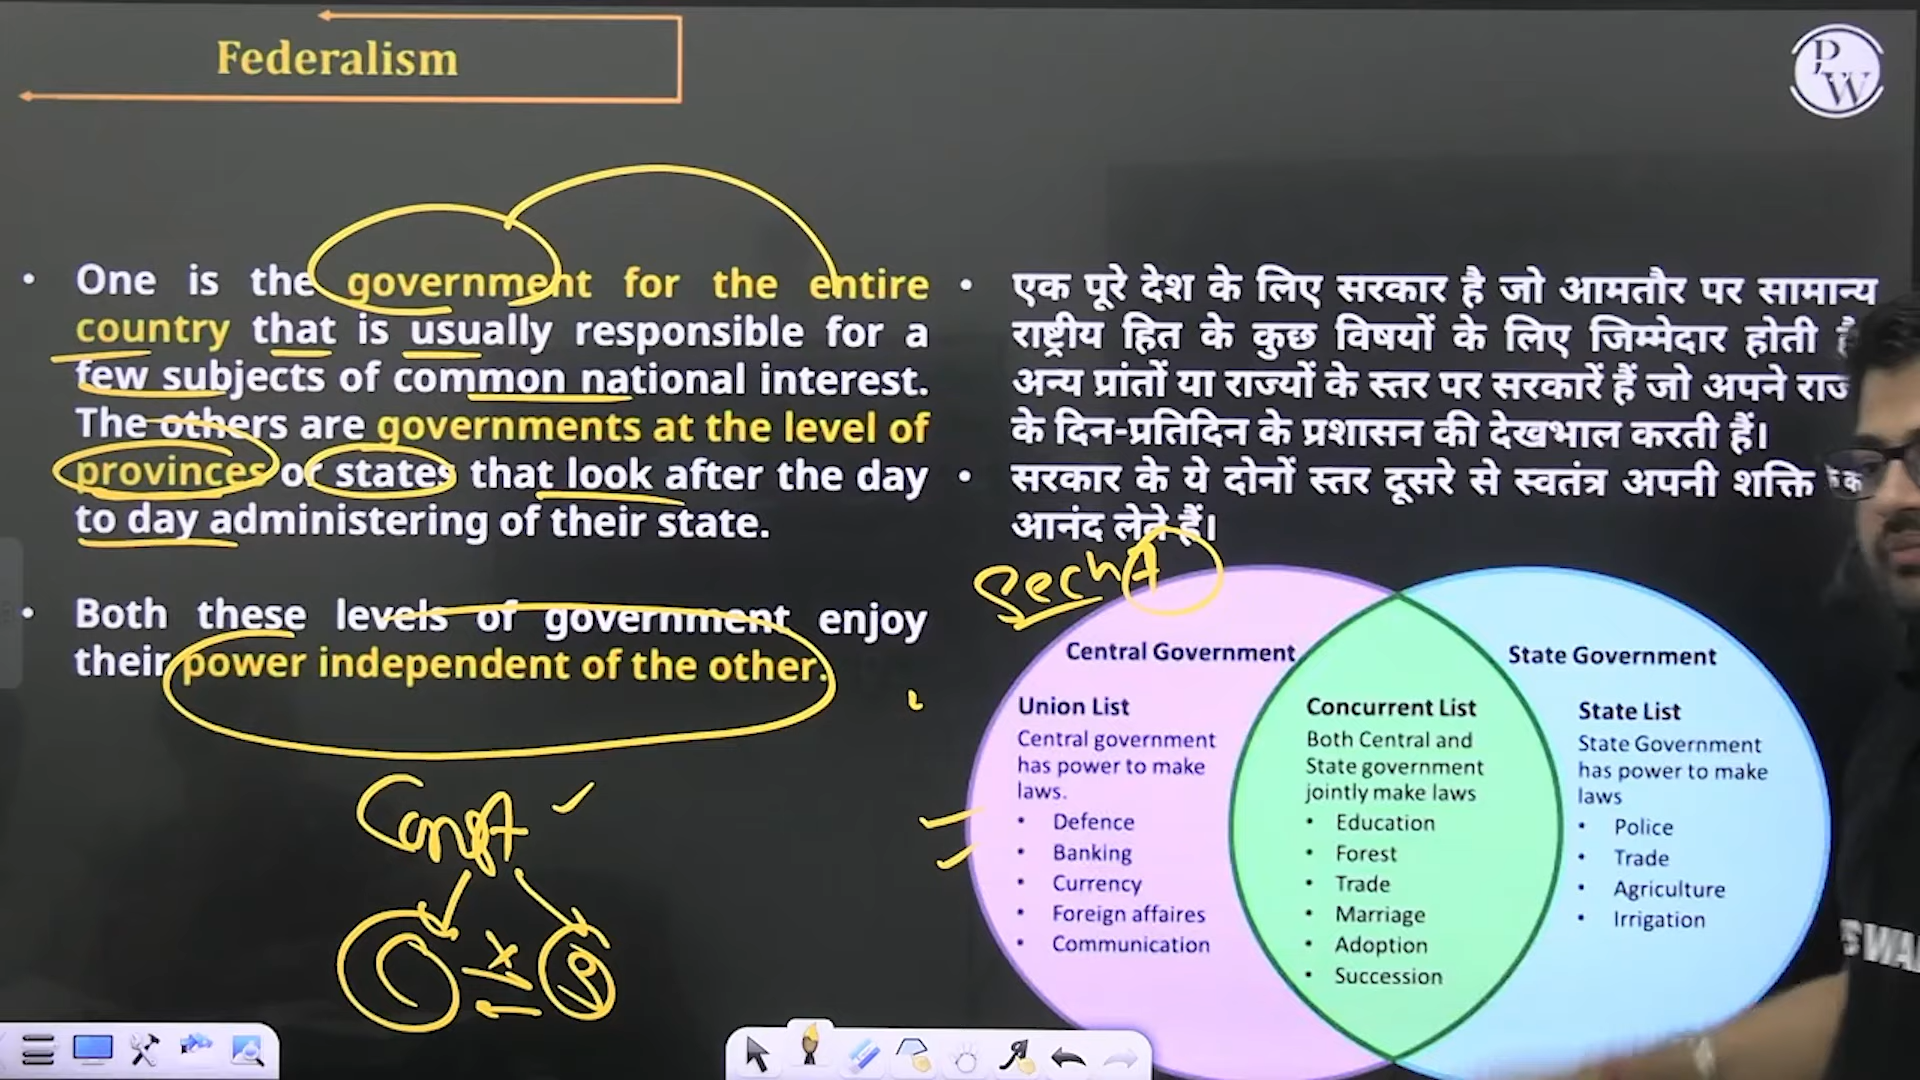 Federalism
PW
• One is the government for the entire
country that is usually responsible for a
few subjects of common national interest.
The others are governments at the level of
provinces or states that look after the day
to day administering of their state.
• Both these levels of government enjoy
their power independent of the other.
Const
C
S
• एक पूरे देश के लिए सरकार है जो आमतौर पर सामान्य
राष्ट्रीय हित के कुछ विषयों के लिए जिम्मेदार होती
अन्य प्रांतों या राज्यों के स्तर पर सरकारें हैं जो अपने
के दिन-प्रतिदिन के प्रशासन की देखभाल करती हैं।
• सरकार के ये दोनों स्तर दूसरे से स्वतंत्र अपनी शक्ति
आनंद लेते हैं।
Central Government
Union List
Central government
has power to make
laws.
• Defence
• Banking
• Currency
• Foreign affaires
• Communication
Concurrent List
Both Central and
State government
jointly make laws
• Education
• Forest
• Trade
• Marriage
• Adoption
• Succession
State Government
State List
State Government
has power to make
laws
• Police
• Trade
• Agriculture
• Irrigation